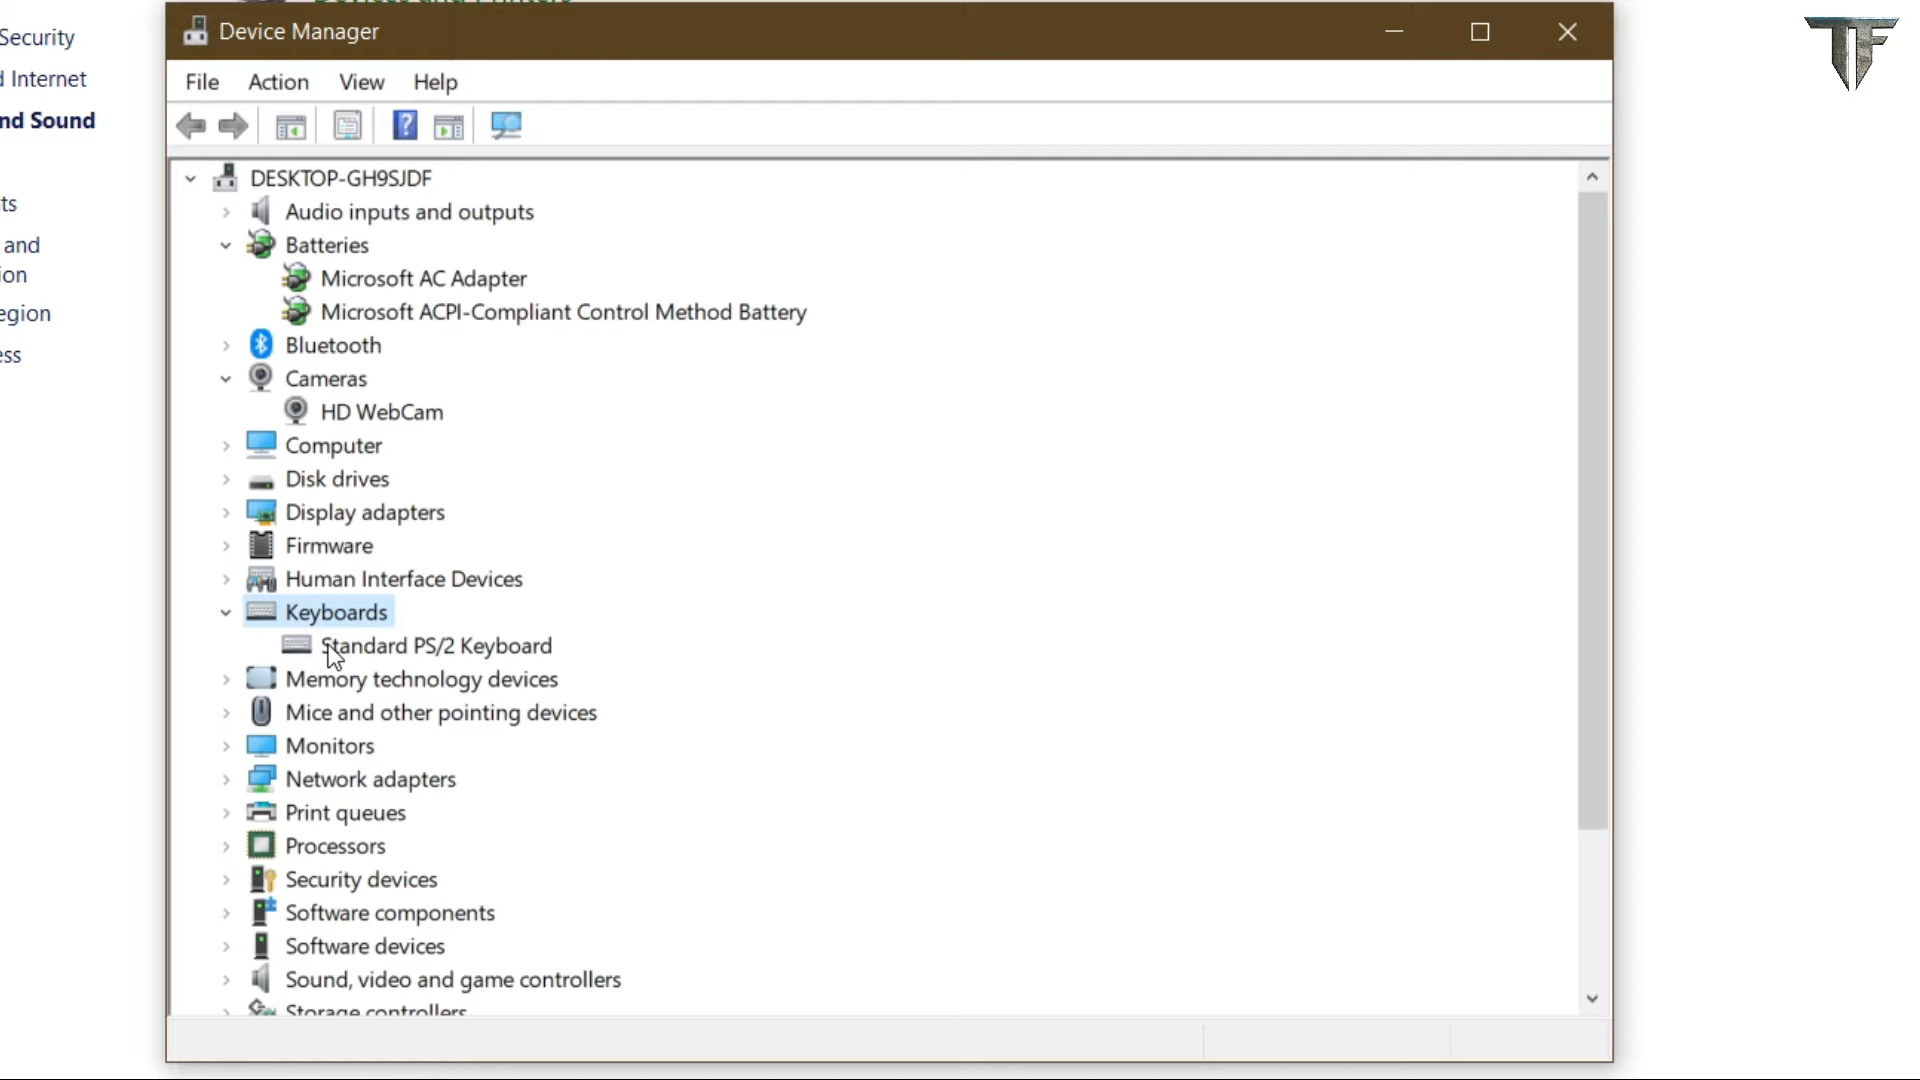 Security
d Internet
nd Sound
ts
and
ion
egion
ess
Device Manager
File Action View Help
DESKTOP-GH9SJDF
Audio inputs and outputs
Batteries
Microsoft AC Adapter
Microsoft ACPI-Compliant Control Method Battery
Bluetooth
Cameras
HD WebCam
Computer
Disk drives
Display adapters
Firmware
Human Interface Devices
Keyboards
Standard PS/2 Keyboard
Memory technology devices
Mice and other pointing devices
Monitors
Network adapters
Print queues
Processors
Security devices
Software components
Software devices
Sound, video and game controllers
Storage controllers
TF